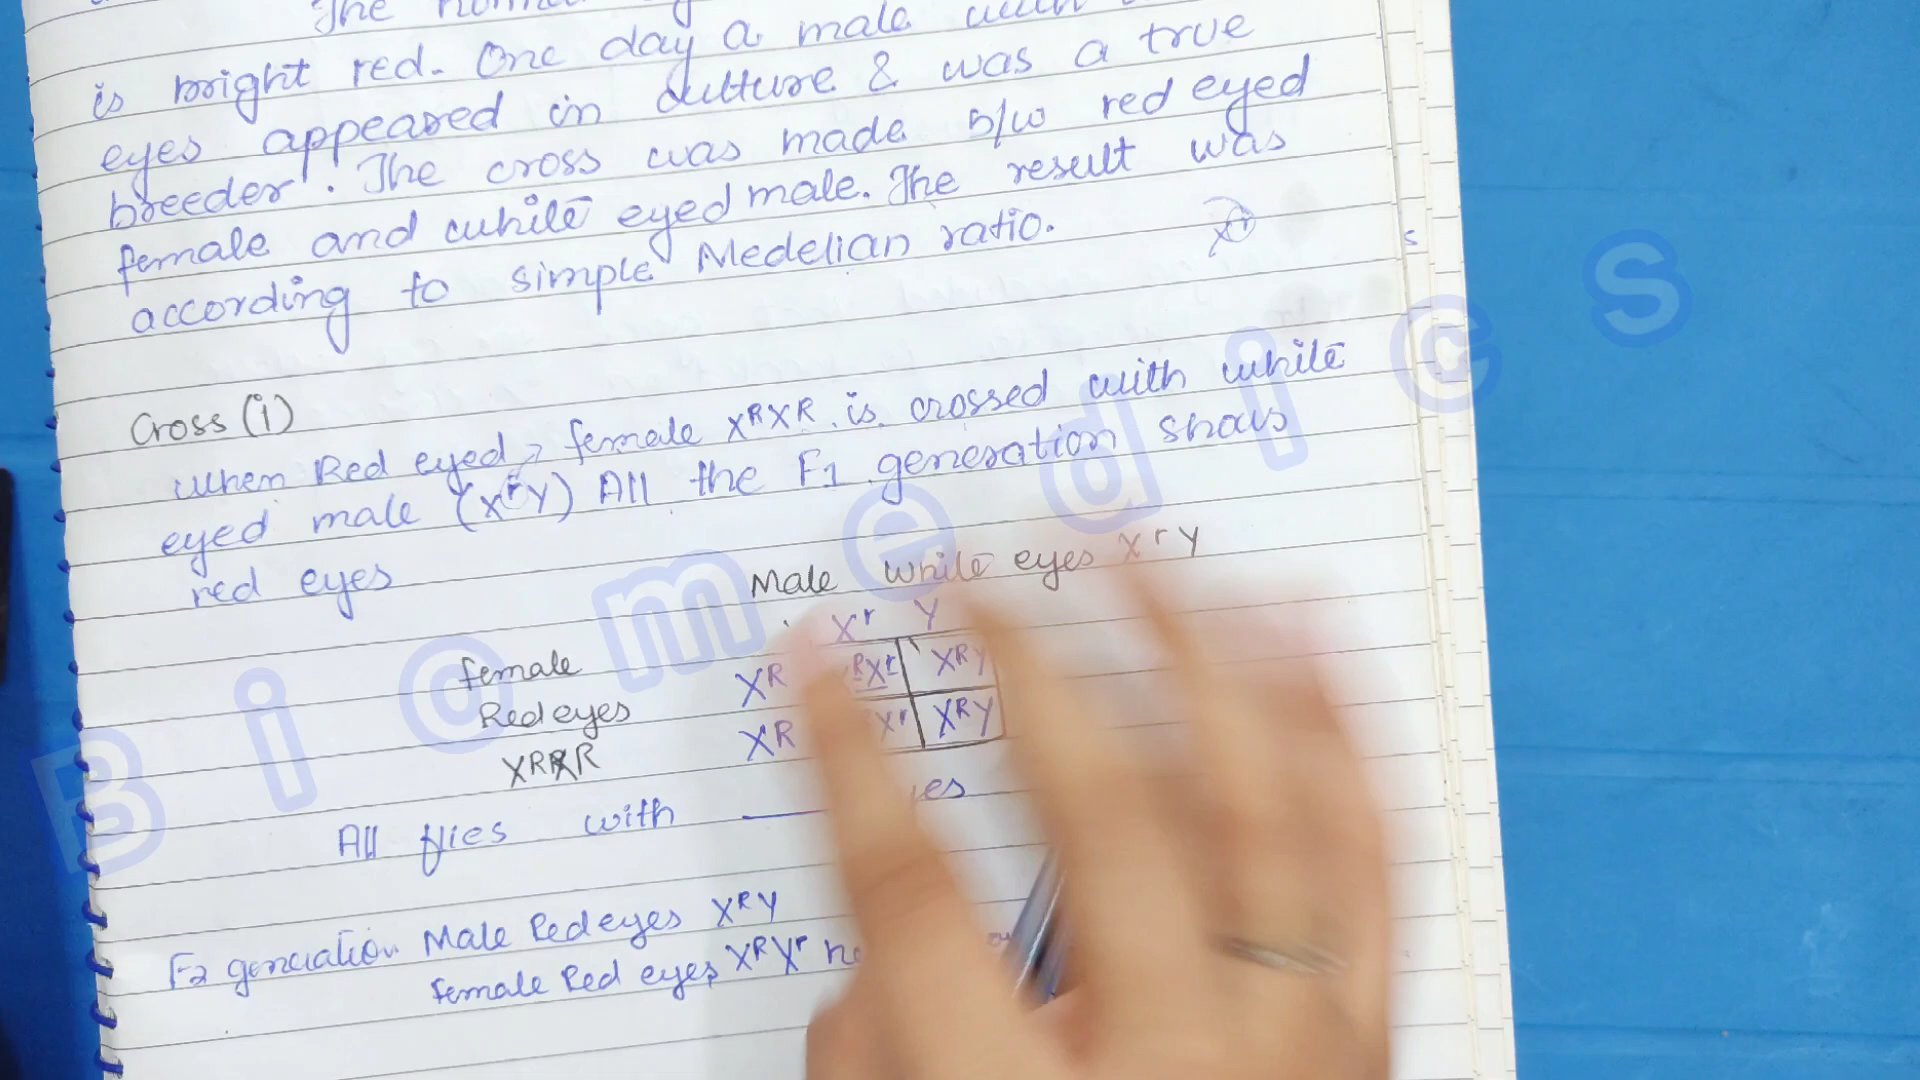 The
is bright red. One day a male with
eyes appeared in culture & was a true
breeder. The cross was made b/w red eyed
female and white eyed male. The result was
according to simple Medelian ratio.
Cross (i)
When Red eyed, female XRXR. is crossed with white
eyed male (XrY) All the F1 generation shows
red eyes
Male white eyes XrY
Xr Y
female XR RXr XRY
Red eyes XR Xr XRY
All flies with
F2 generation Male Red eyes XRY
female Red eyes XRXr
Biomedics